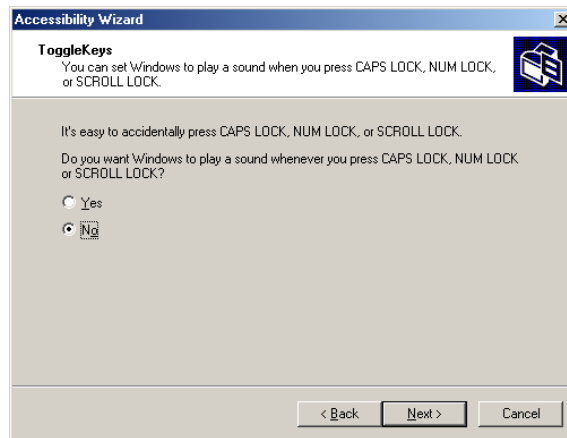 Accessibility Wizard
ToggleKeys
You can set Windows to play a sound when you press CAPS LOCK, NUM LOCK,
or SCROLL LOCK.
It's easy to accidentally press CAPS LOCK, NUM LOCK, or SCROLL LOCK.
Do you want Windows to play a sound whenever you press CAPS LOCK, NUM LOCK
or SCROLL LOCK?
Yes
No
< Back Next > Cancel